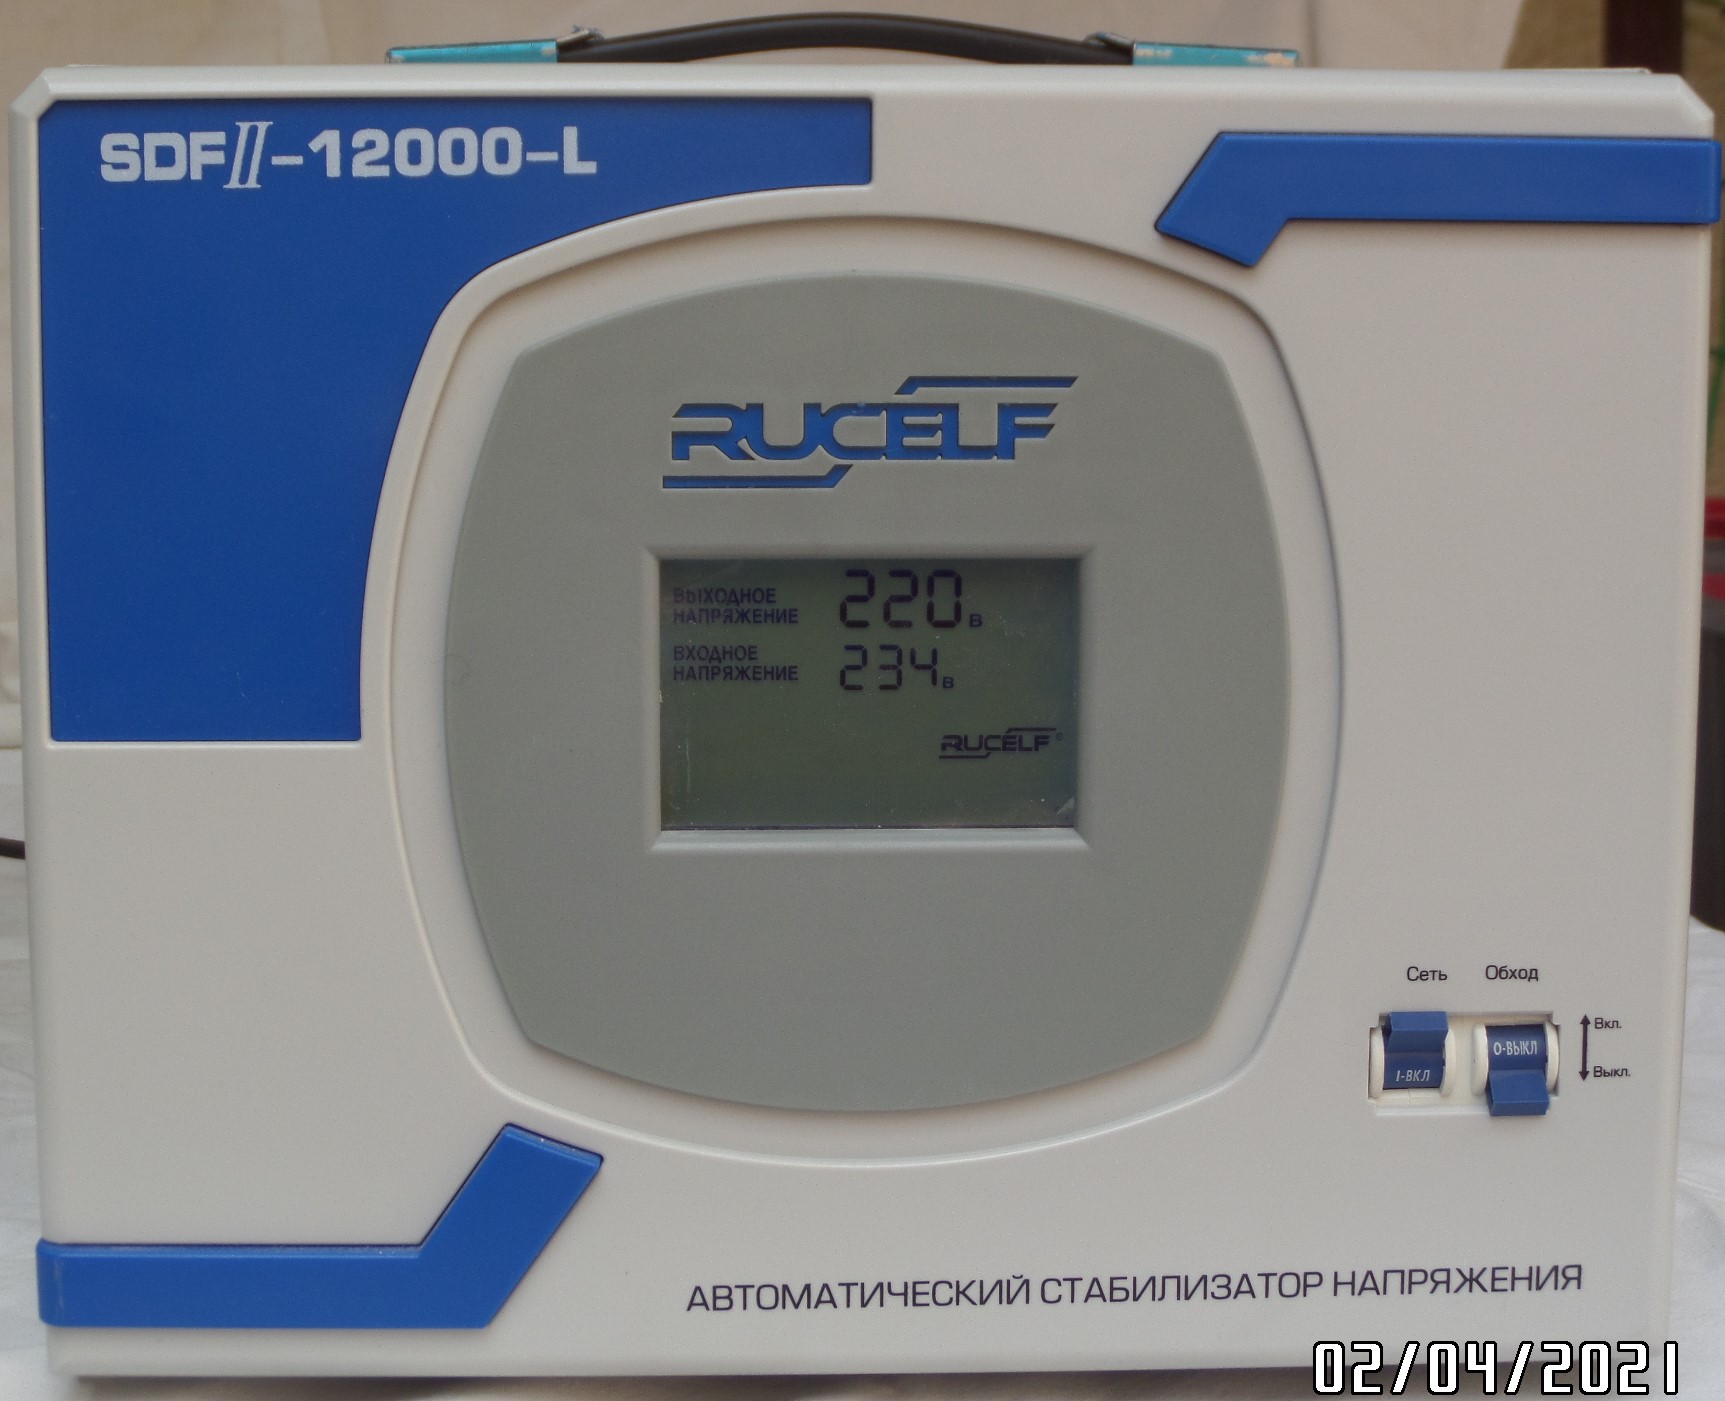 SDFII-12000-L
RUCELF
ВЫХОДНОЕ
НАПРЯЖЕНИЕ
220 В
ВХОДНОЕ
НАПРЯЖЕНИЕ
234 В
RUCELF©
Сеть Обход
I-ВКЛ
О-ВЫКЛ
Вкл.
Выкл.
АВТОМАТИЧЕСКИЙ СТАБИЛИЗАТОР НАПРЯЖЕНИЯ
02/04/2021